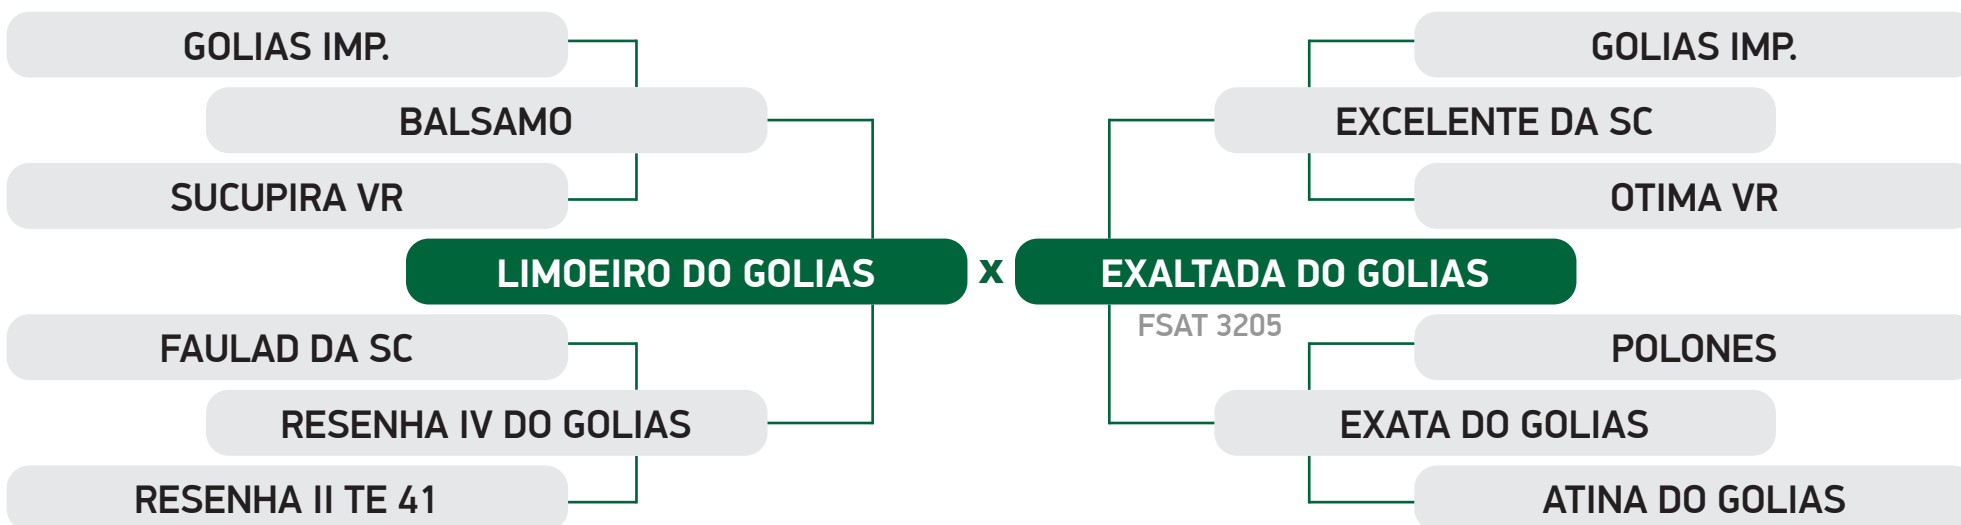 GOLIAS IMP.
GOLIAS IMP.
BALSAMO
EXCELENTE DA SC
SUCUPIRA VR
OTIMA VR
LIMOEIRO DO GOLIAS x EXALTADA DO GOLIAS
FSAT 3205
FAULAD DA SC
POLONES
RESENHA IV DO GOLIAS
EXATA DO GOLIAS
RESENHA II TE 41
ATINA DO GOLIAS